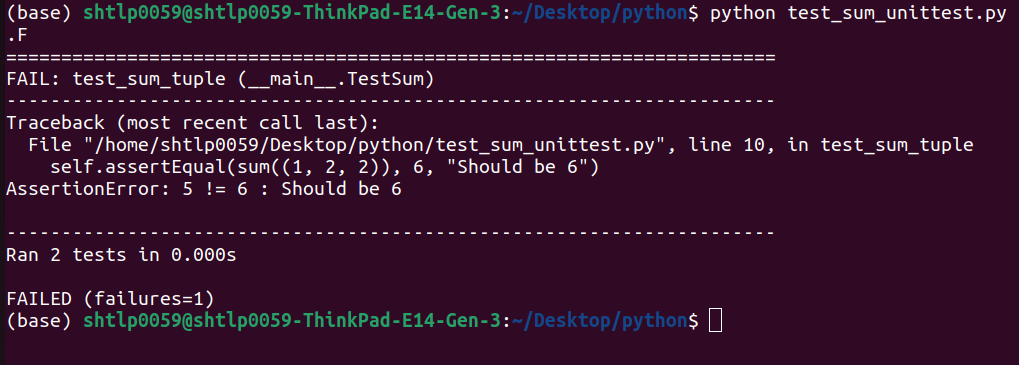 (base) shtlp0059@shtlp0059-ThinkPad-E14-Gen-3:~/Desktop/python$ python test_sum_unittest.py
.F
======================================================================
FAIL: test_sum_tuple (__main__.TestSum)
----------------------------------------------------------------------
Traceback (most recent call last):
  File "/home/shtlp0059/Desktop/python/test_sum_unittest.py", line 10, in test_sum_tuple
    self.assertEqual(sum((1, 2, 2)), 6, "Should be 6")
AssertionError: 5 != 6 : Should be 6

----------------------------------------------------------------------
Ran 2 tests in 0.000s

FAILED (failures=1)
(base) shtlp0059@shtlp0059-ThinkPad-E14-Gen-3:~/Desktop/python$